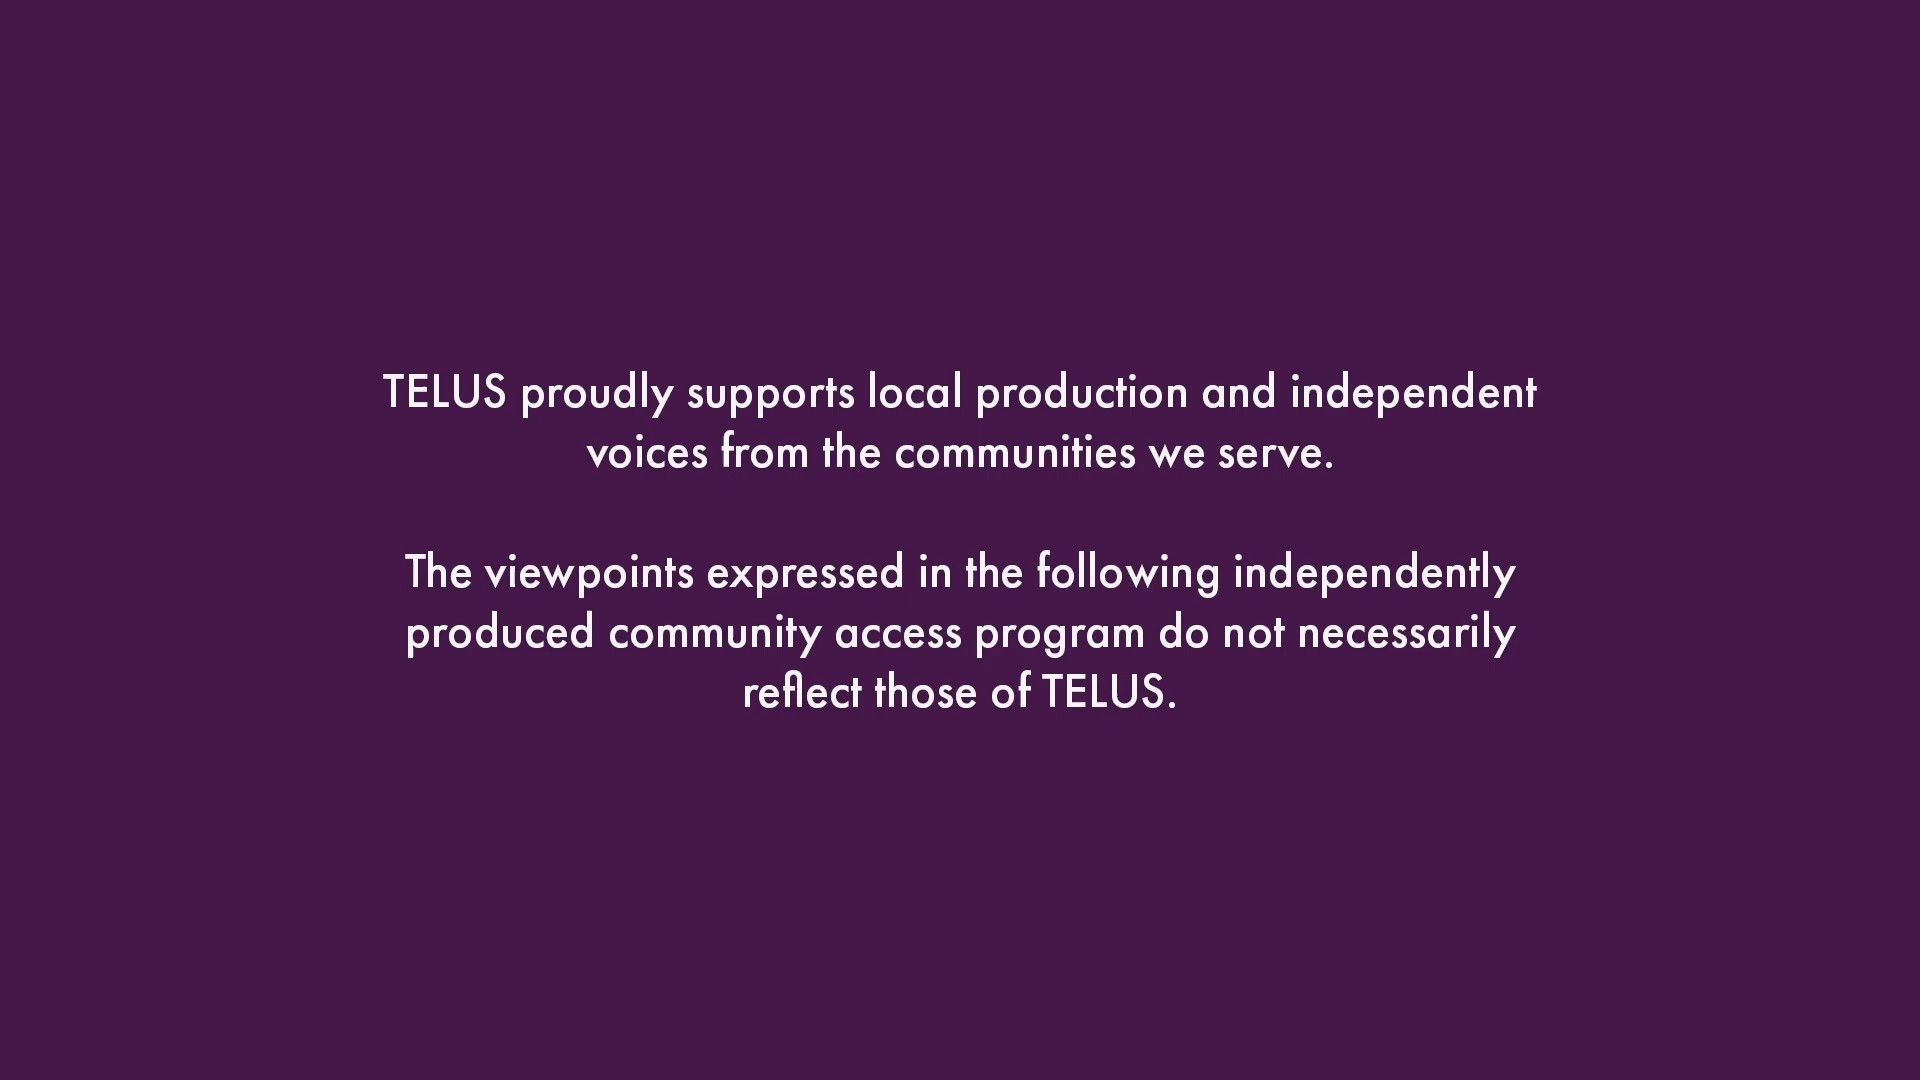 TELUS proudly supports local production and independent
voices from the communities we serve.
The viewpoints expressed in the following independently
produced community access program do not necessarily
reflect those of TELUS.